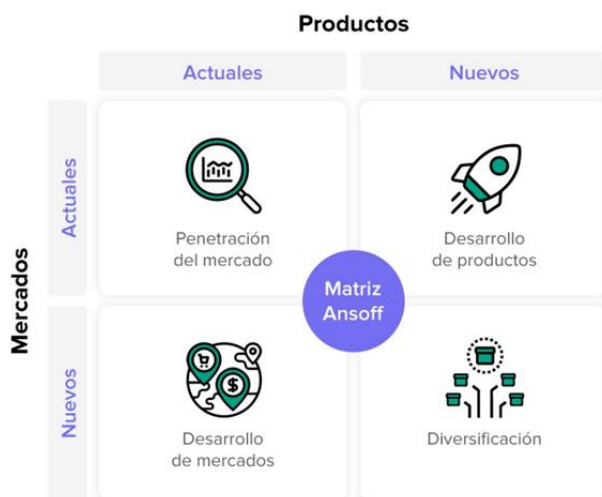 Productos
Actuales
Nuevos
Mercados
Actuales
Penetración
del mercado
Desarrollo
de productos
Matriz
Ansoff
Nuevos
$
Desarrollo
de mercados
Diversificación